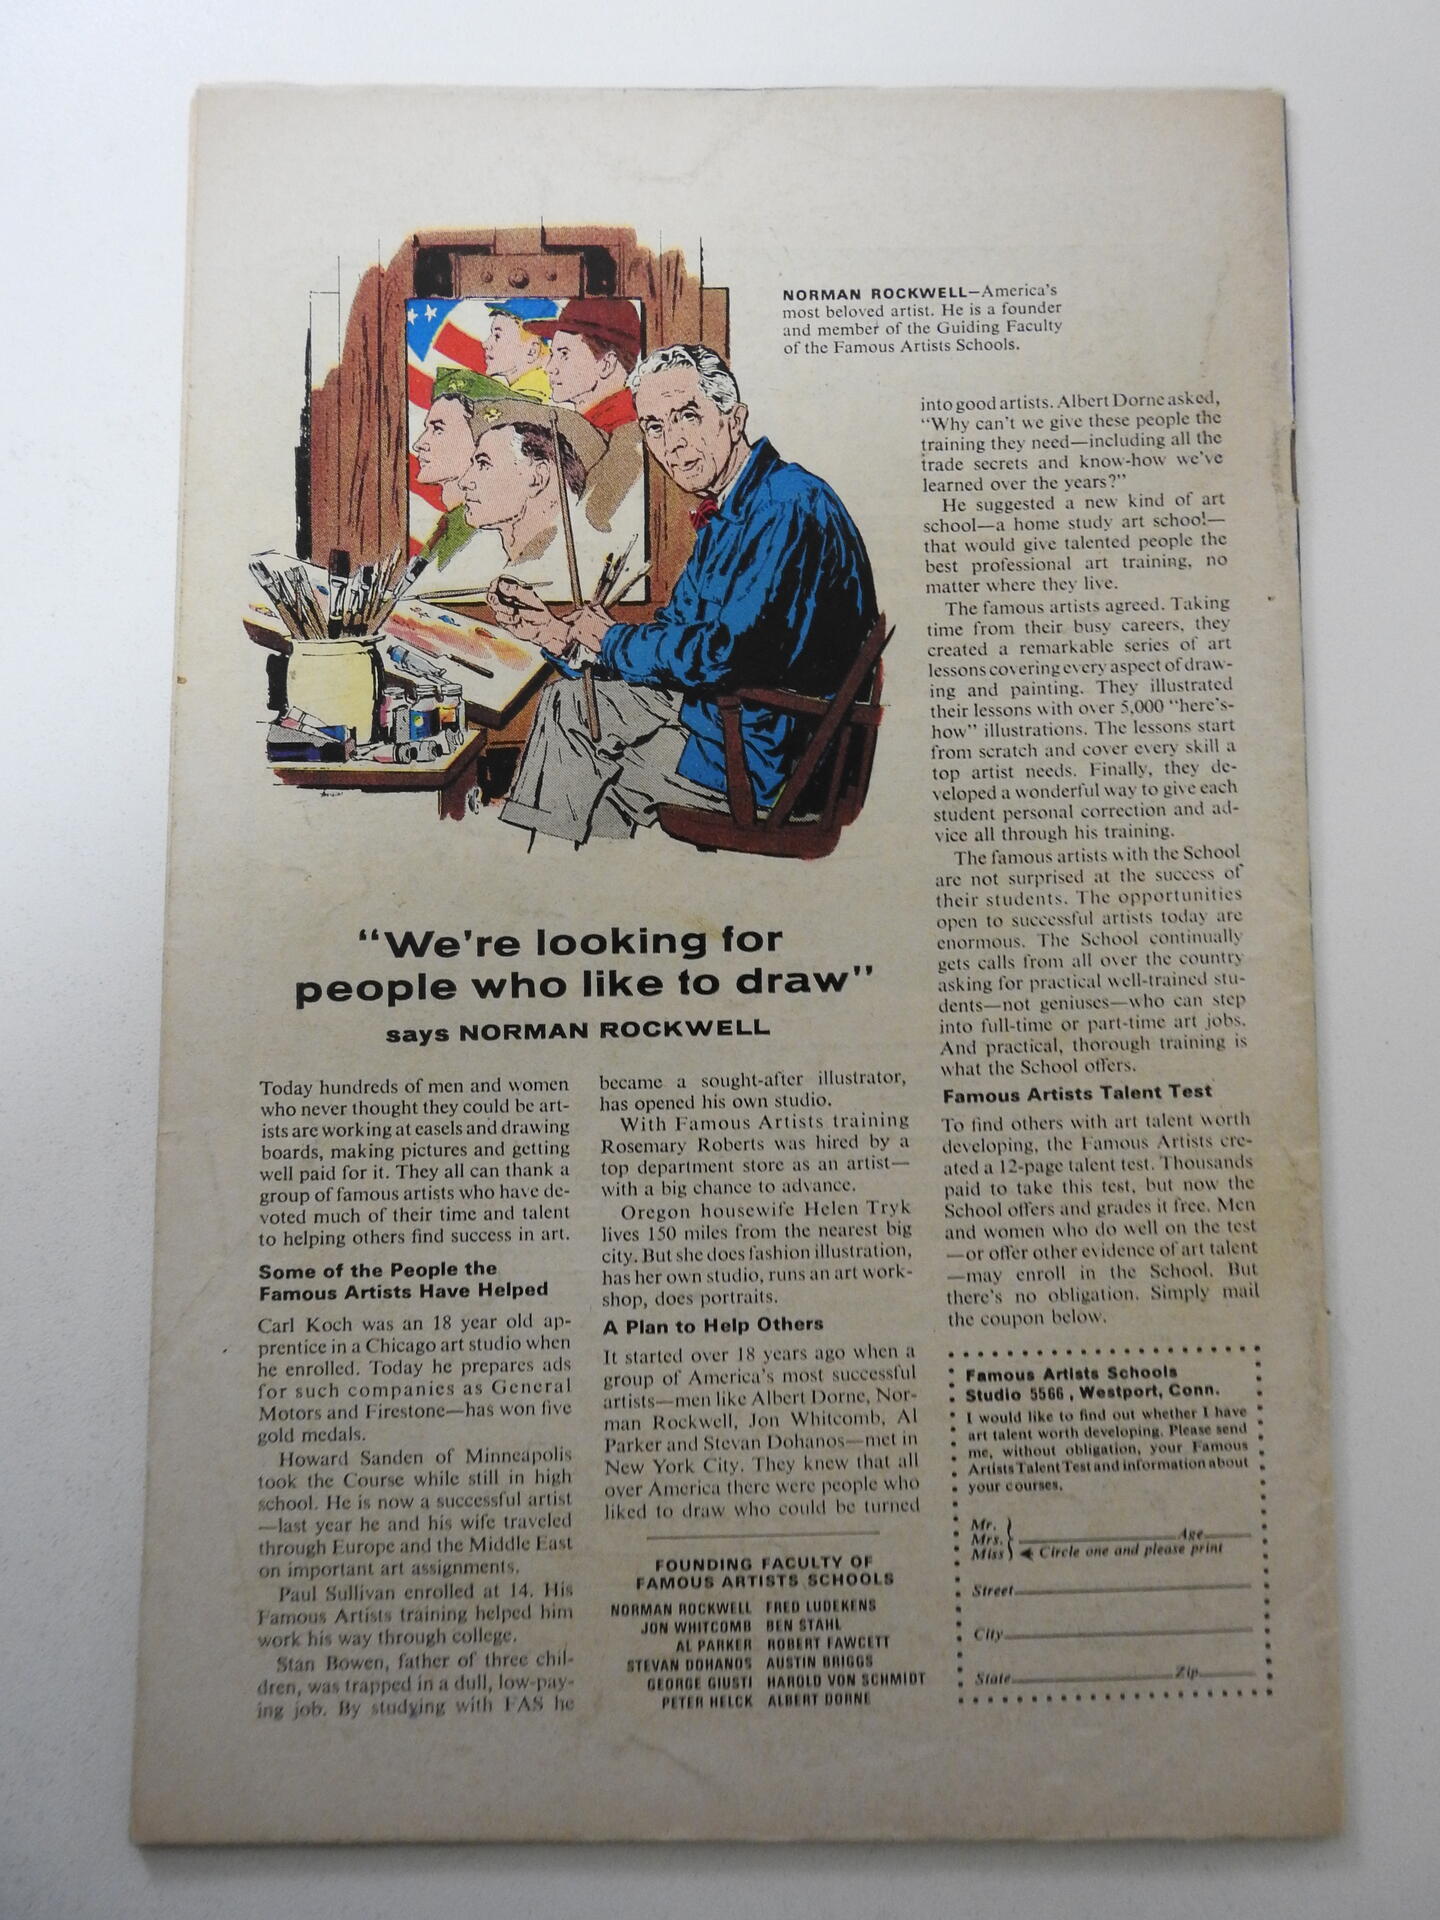 NORMAN ROCKWELL—America's
most beloved artist. He is a founder
and member of the Guiding Faculty
of the Famous Artists Schools.
"We're looking for
people who like to draw"
says NORMAN ROCKWELL
Today hundreds of men and women
who never thought they could be art-
ists are working at easels and drawing
boards, making pictures and getting
well paid for it. They all can thank a
group of famous artists who have de-
voted much of their time and talent
to helping others find success in art.
Some of the People the
Famous Artists Have Helped
Carl Koch was an 18 year old ap-
prentice in a Chicago art studio when
he enrolled. Today he prepares ads
for such companies as General
Motors and Firestone—has won five
gold medals.
Howard Sanden of Minneapolis
took the Course while still in high
school. He is now a successful artist
—last year he and his wife traveled
through Europe and the Middle East
on important art assignments.
Paul Sullivan enrolled at 14. His
Famous Artists training helped him
work his way through college.
Stan Bowen, father of three chil-
dren, was trapped in a dull, low-pay-
ing job. By studying with FAS he
became a sought-after illustrator,
has opened his own studio.
With Famous Artists training
Rosemary Roberts was hired by a
top department store as an artist—
with a big chance to advance.
Oregon housewife Helen Tryk
lives 150 miles from the nearest big
city. But she does fashion illustration,
has her own studio, runs an art work-
shop, does portraits.
A Plan to Help Others
It started over 18 years ago when a
group of America's most successful
artists—men like Albert Dorne, Nor-
man Rockwell, Jon Whitcomb, Al
Parker and Stevan Dohanos—met in
New York City. They knew that all
over America there were people who
liked to draw who could be turned
into good artists. Albert Dorne asked,
"Why can't we give these people the
training they need—including all the
trade secrets and know-how we've
learned over the years?"
He suggested a new kind of art
school—a home study art school—
that would give talented people the
best professional art training, no
matter where they live.
The famous artists agreed. Taking
time from their busy careers, they
created a remarkable series of art
lessons covering every aspect of draw-
ing and painting. They illustrated
their lessons with over 5,000 "here's-
how" illustrations. The lessons start
from scratch and cover every skill a
top artist needs. Finally, they de-
veloped a wonderful way to give each
student personal correction and ad-
vice all through his training.
The famous artists with the School
are not surprised at the success of
their students. The opportunities
open to successful artists today are
enormous. The School continually
gets calls from all over the country
asking for practical well-trained stu-
dents—not geniuses—who can step
into full-time or part-time art jobs.
And practical, thorough training is
what the School offers.
Famous Artists Talent Test
To find others with art talent worth
developing, the Famous Artists cre-
ated a 12-page talent test. Thousands
paid to take this test, but now the
School offers and grades it free. Men
and women who do well on the test
—or offer other evidence of art talent
—may enroll in the School. But
there's no obligation. Simply mail
the coupon below.
FOUNDING FACULTY OF
FAMOUS ARTISTS SCHOOLS
NORMAN ROCKWELL FRED LUDEKENS
JON WHITCOMB BEN STAHL
AL PARKER ROBERT FAWCETT
STEVAN DOHANOS AUSTIN BRIGGS
GEORGE GIUSTI HAROLD VON SCHMIDT
PETER HELCK ALBERT DORNE
Famous Artists Schools
Studio 5566, Westport, Conn.
I would like to find out whether I have
art talent worth developing. Please send
me, without obligation, your Famous
Artists Talent Test and information about
your courses.
Mr.
Mrs. Age
Miss Circle one and please print
Street
City
State Zip